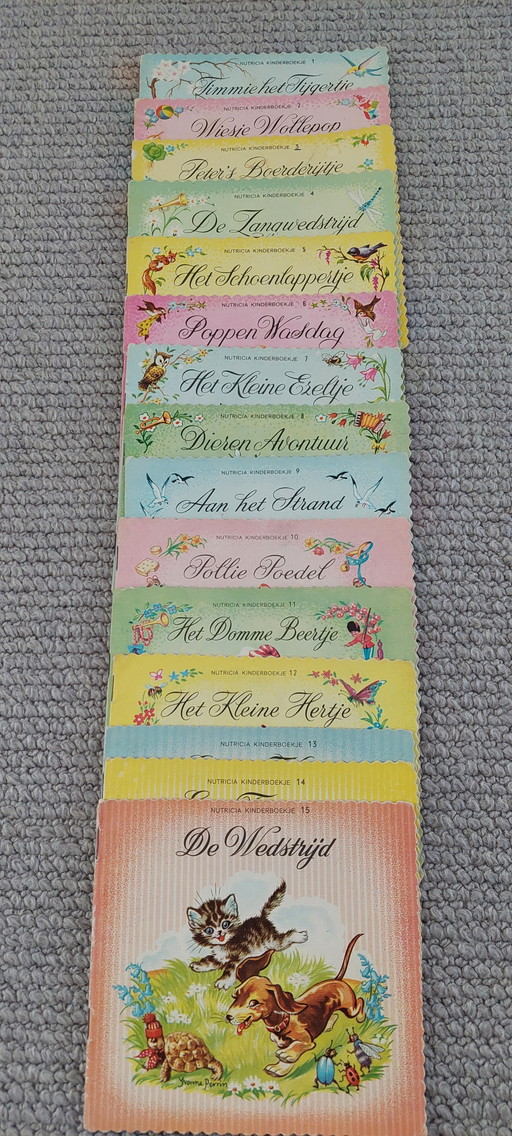 NUTRICIA KINDERBOEKJE 1
Timmie het Tijgertje
NUTRICIA KINDERBOEKJE 2
Wiesje Wollepop
NUTRICIA KINDERBOEKJE 3
Peter's Boerderijtje
NUTRICIA KINDERBOEKJE 4
De Zangwedstrijd
NUTRICIA KINDERBOEKJE 5
Het Schoenlappertje
NUTRICIA KINDERBOEKJE 6
Poppen Wasdag
NUTRICIA KINDERBOEKJE 7
Het Kleine Ezeltje
NUTRICIA KINDERBOEKJE 8
Dieren Avontuur
NUTRICIA KINDERBOEKJE 9
Aan het Strand
NUTRICIA KINDERBOEKJE 10
Pollie Poedel
NUTRICIA KINDERBOEKJE 11
Het Domme Beertje
NUTRICIA KINDERBOEKJE 12
Het Kleine Hertje
NUTRICIA KINDERBOEKJE 13
NUTRICIA KINDERBOEKJE 14
NUTRICIA KINDERBOEKJE 15
De Wedstrijd
Yvonne Perrin